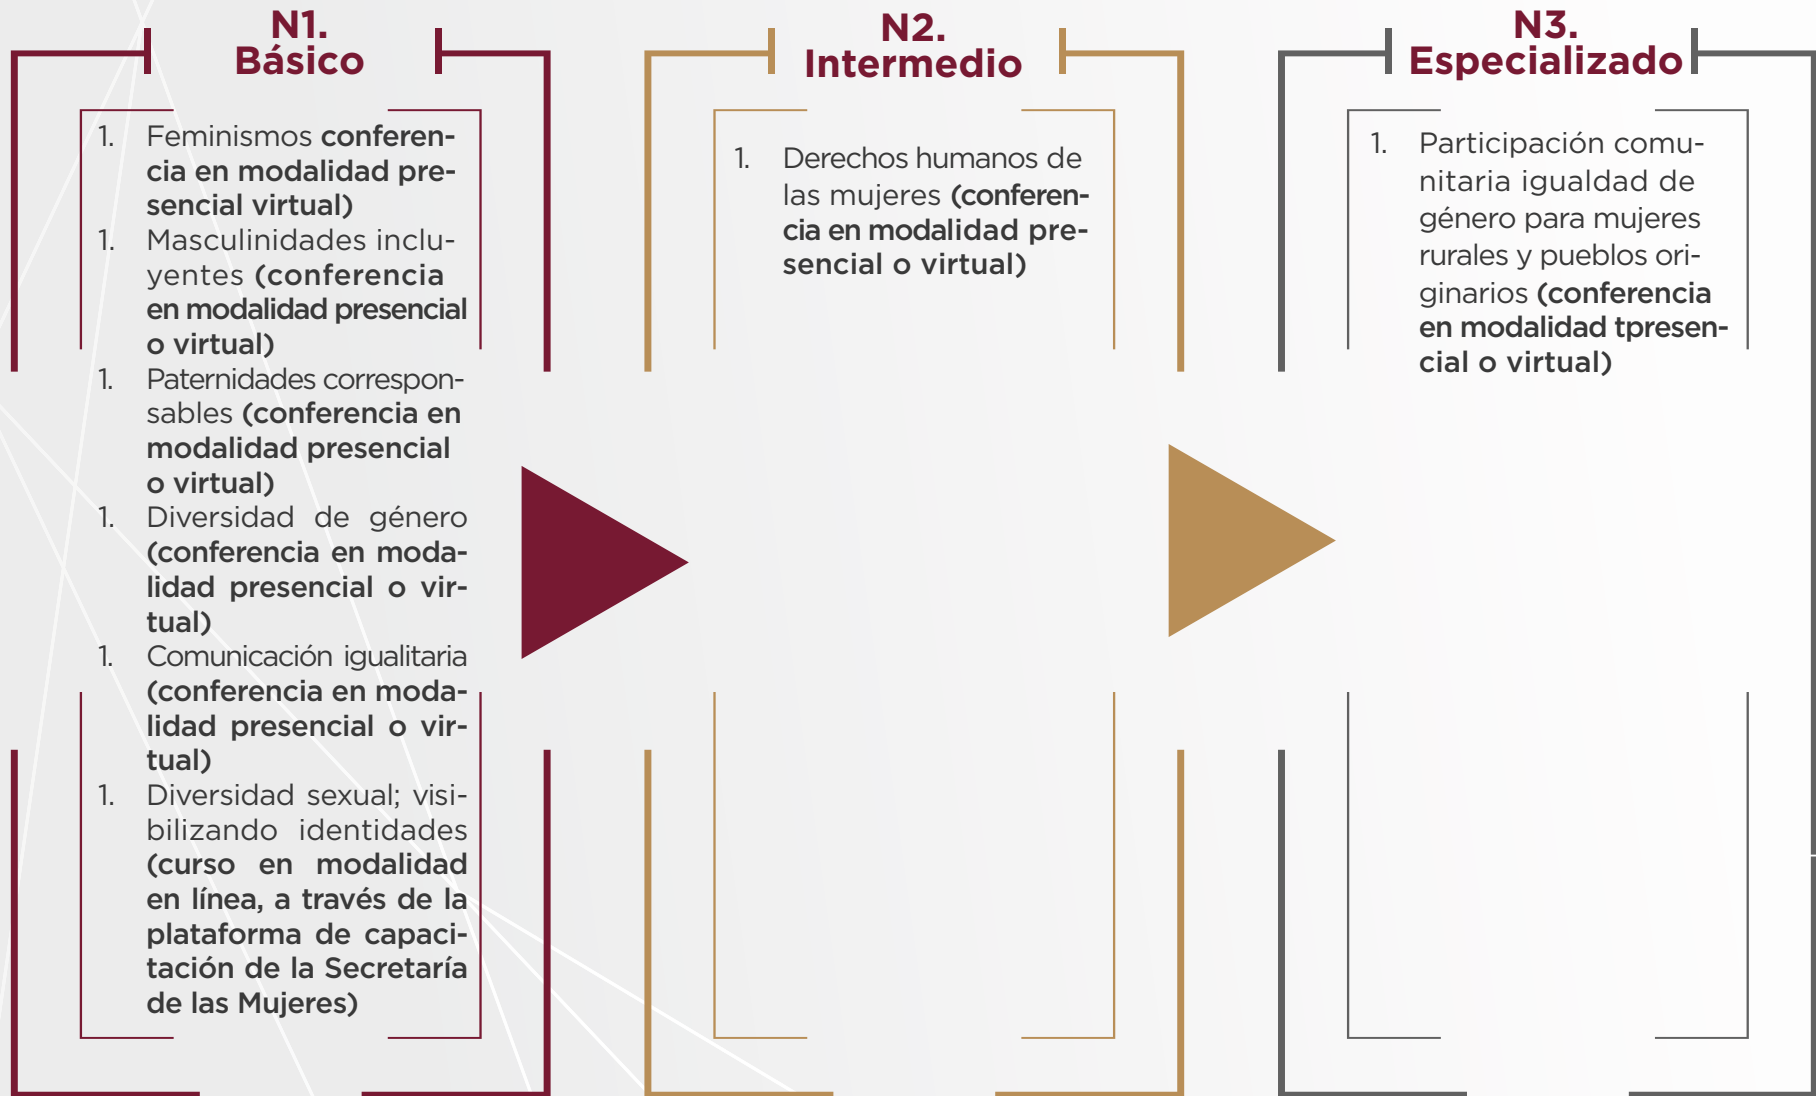 N1.
Básico
1. Feminismos conferen-
cia en modalidad pre-
sencial virtual)
1. Masculinidades inclu-
yentes (conferencia
en modalidad presencial
o virtual)
1. Paternidades correspon-
sables (conferencia en
modalidad presencial
o virtual)
1. Diversidad de género
(conferencia en moda-
lidad presencial o vir-
tual)
1. Comunicación igualitaria
(conferencia en moda-
lidad presencial o vir-
tual)
1. Diversidad sexual; visi-
bilizando identidades
(curso en modalidad
en línea, a través de la
plataforma de capaci-
tación de la Secretaría
de las Mujeres)
N2.
Intermedio
1. Derechos humanos de
las mujeres (conferen-
cia en modalidad pre-
sencial o virtual)
N3.
Especializado
1. Participación comu-
nitaria igualdad de
género para mujeres
rurales y pueblos ori-
ginarios (conferencia
en modalidad tpresen-
cial o virtual)